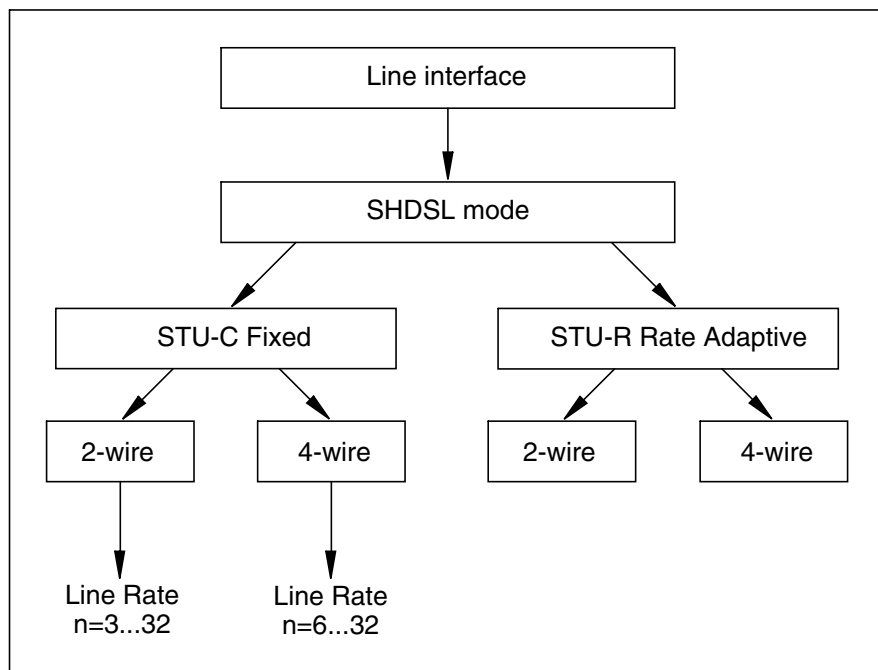 Line interface
SHDSL mode
STU-C Fixed
STU-R Rate Adaptive
2-wire
4-wire
2-wire
4-wire
Line Rate
n=3...32
Line Rate
n=6...32